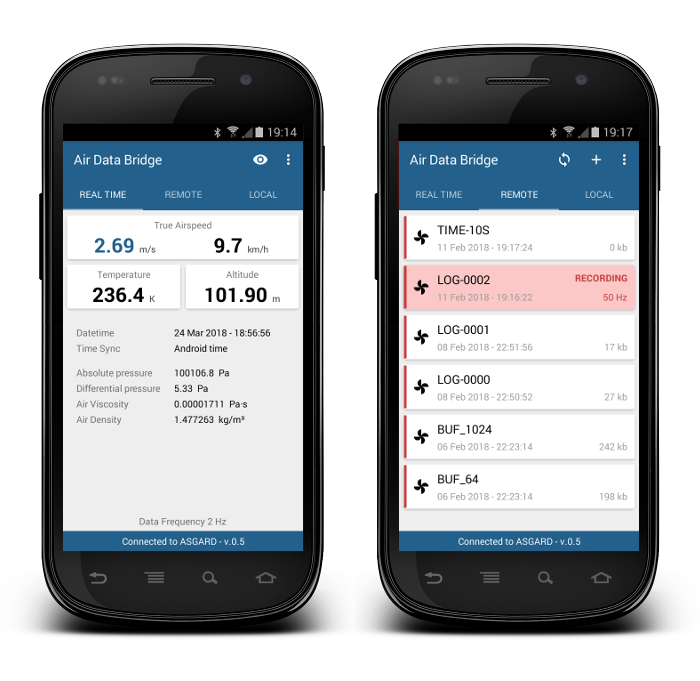 19:14
Air Data Bridge
REAL TIME REMOTE LOCAL
True Airspeed
2.69 m/s 9.7 km/h
Temperature Altitude
236.4 K 101.90 m
Datetime 24 Mar 2018 - 18:56:56
Time Sync Android time
Absolute pressure 100106.8 Pa
Differential pressure 5.33 Pa
Air Viscosity 0.00001711 Pa·s
Air Density 1.477263 kg/m³
Data Frequency 2 Hz
Connected to ASGARD - v.0.5
19:17
Air Data Bridge
REAL TIME REMOTE LOCAL
TIME-10S
11 Feb 2018 - 19:17:24 0 kb
LOG-0002 RECORDING
11 Feb 2018 - 19:16:22 50 Hz
LOG-0001
08 Feb 2018 - 22:51:56 17 kb
LOG-0000
08 Feb 2018 - 22:50:52 27 kb
BUF_1024
06 Feb 2018 - 22:23:14 242 kb
BUF_64
06 Feb 2018 - 22:23:14 198 kb
Connected to ASGARD - v.0.5